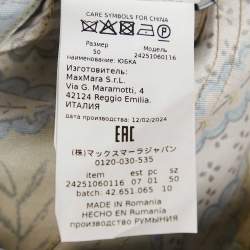 CARE SYMBOLS FOR CHINA
Размер Модель
50 24251060116
наименование: ЮБКА
Изготовитель:
MaxMara S.r.L.
Via G. Maramotti, 4
42124 Reggio Emilia.
ИТАЛИЯ
дата производства: 12/02/2024
EAC
(株) マックスマーラジャパン
0120-030-535
item est pc sz
24251060116 07 01 50
batch: 42.651.065 10
MADE IN Romania
HECHO EN Rumania
производство РУМЫНИЯ